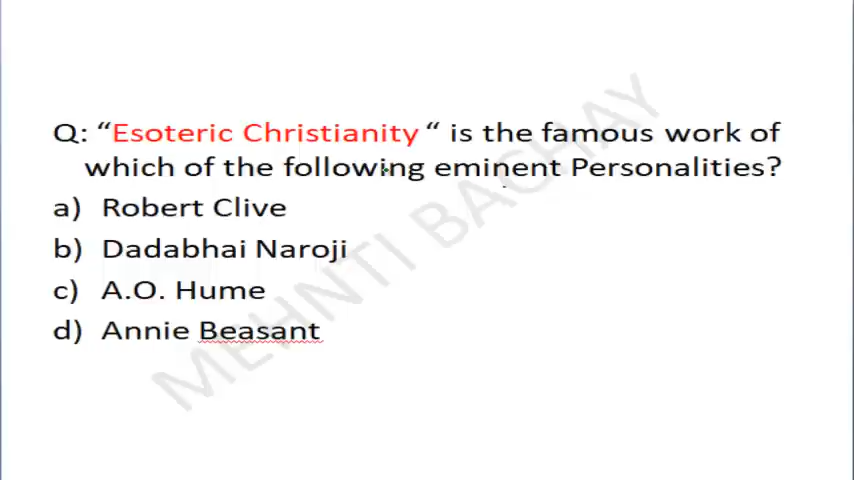 Q: “Esoteric Christianity “ is the famous work of
which of the following eminent Personalities?
a) Robert Clive
b) Dadabhai Naroji
c) A.O. Hume
d) Annie Beasant
MEHNTI BACHAY